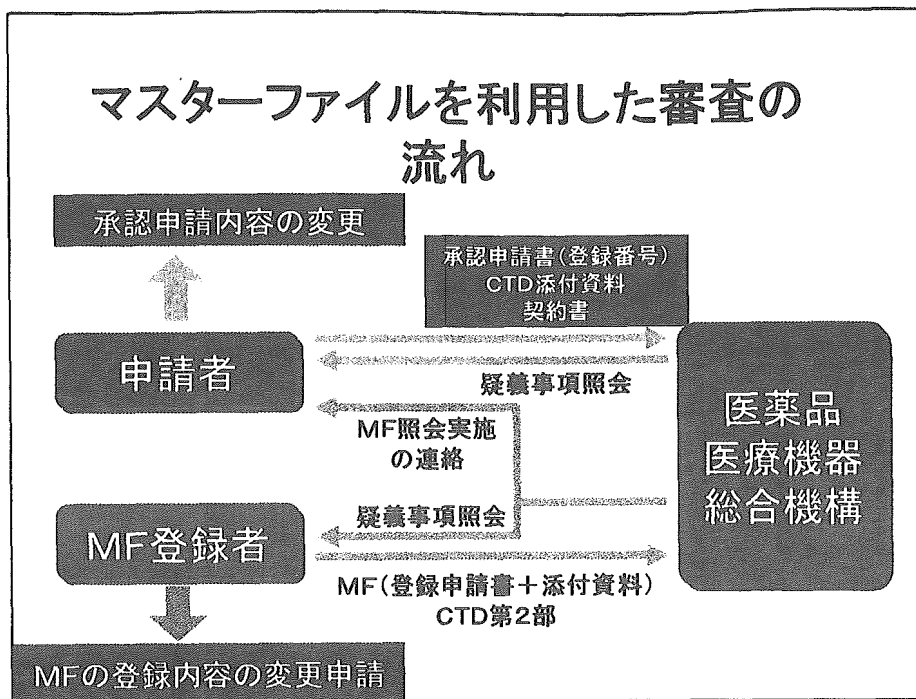 マスターファイルを利用した審査の
流れ
承認申請内容の変更
承認申請書(登録番号)
CTD添付資料
契約書
申請者
疑義事項照会
医薬品
医療機器
総合機構
MF照会実施
の連絡
疑義事項照会
MF登録者
MF(登録申請書+添付資料)
CTD第2部
MFの登録内容の変更申請